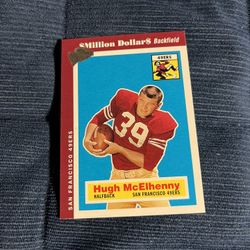 $Million Dollar$ Backfield
49ERS
39
Hugh McElhenny
HALFBACK SAN FRANCISCO 49ERS
SAN FRANCISCO 49ERS